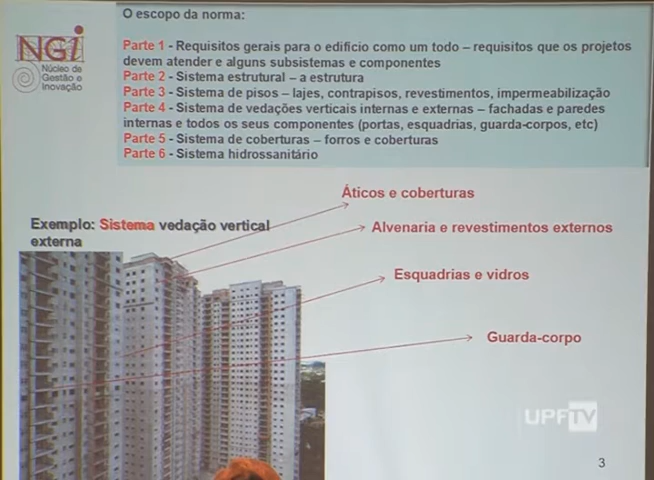 NGi
Núcleo de
Gestão e
Inovação
O escopo da norma:
Parte 1 - Requisitos gerais para o edifício como um todo – requisitos que os projetos
devem atender e alguns subsistemas e componentes
Parte 2 - Sistema estrutural – a estrutura
Parte 3 - Sistema de pisos – lajes, contrapisos, revestimentos, impermeabilização
Parte 4 - Sistema de vedações verticais internas e externas – fachadas e paredes
internas e todos os seus componentes (portas, esquadrias, guarda-corpos, etc)
Parte 5 - Sistema de coberturas – forros e coberturas
Parte 6 - Sistema hidrossanitário
Áticos e coberturas
Exemplo: Sistema vedação vertical
externa
Alvenaria e revestimentos externos
Esquadrias e vidros
Guarda-corpo
UPFTV
3